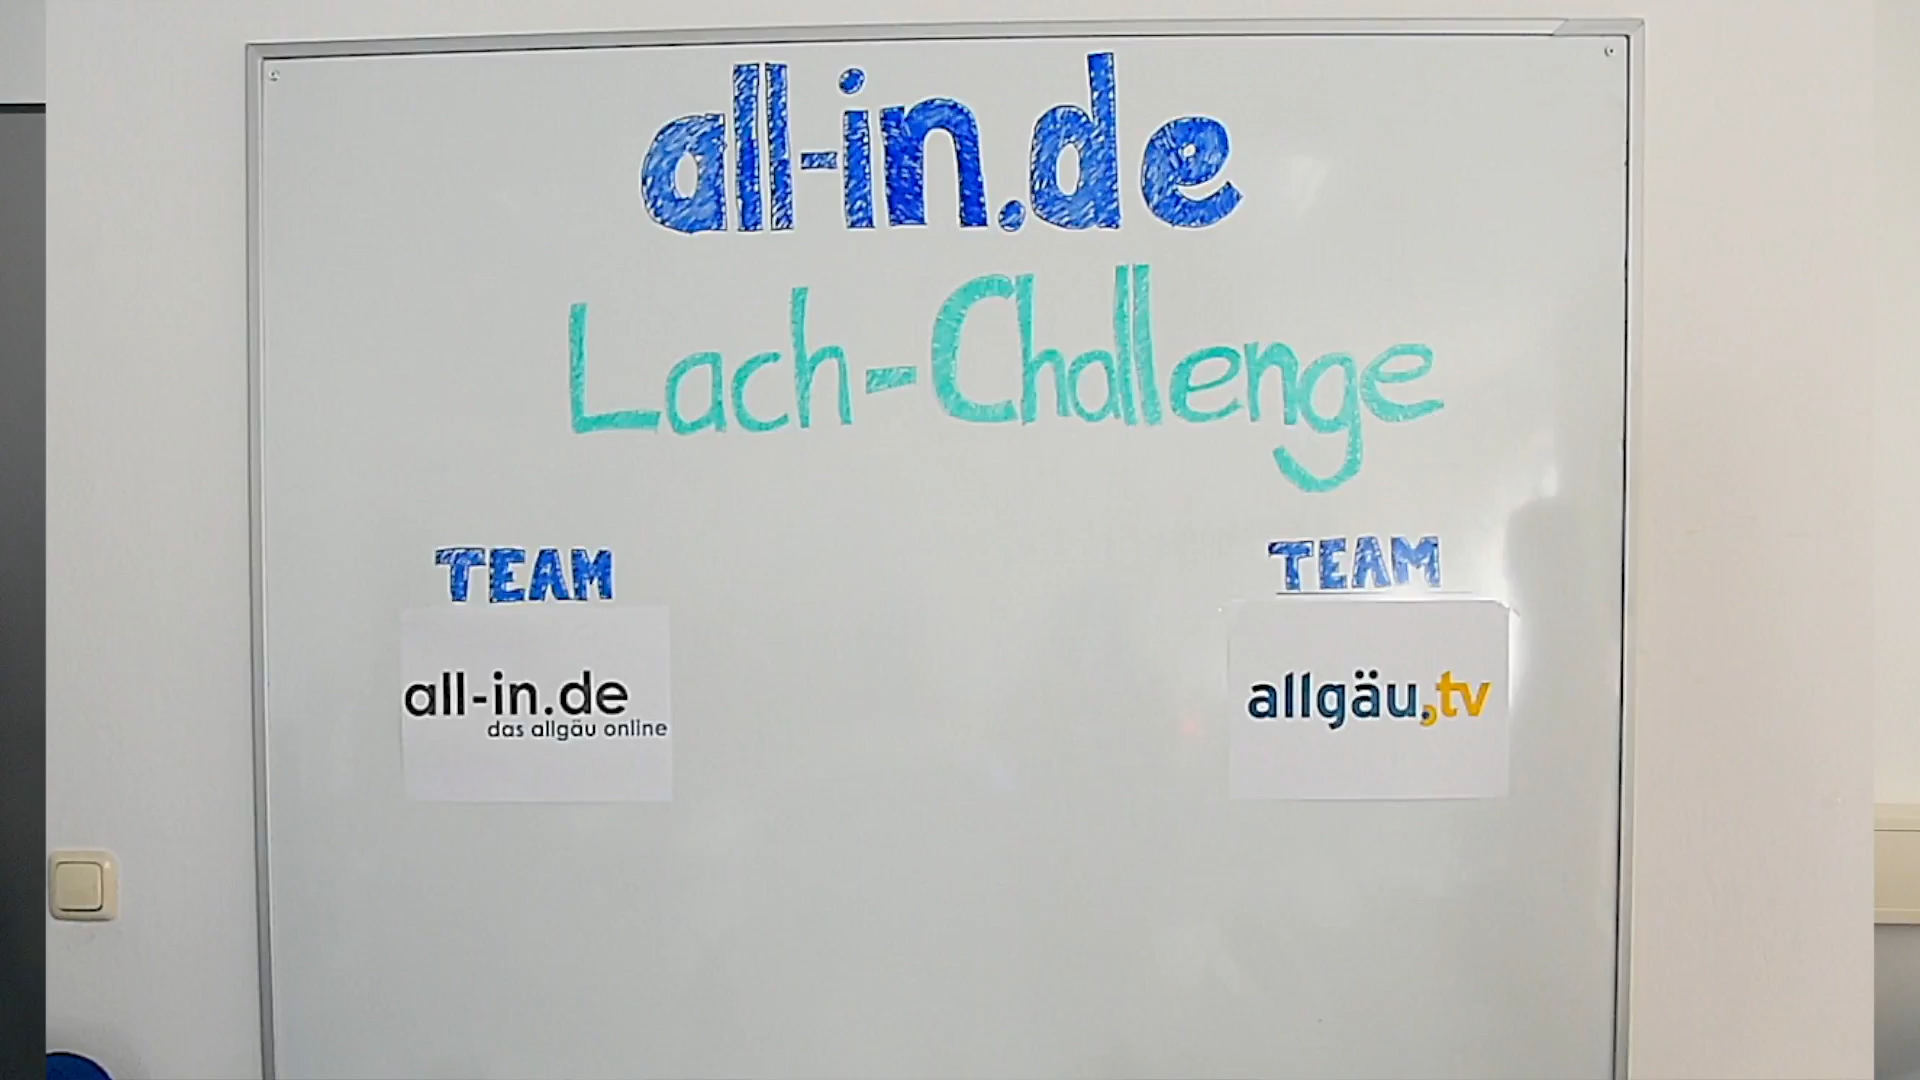 all-in.de
Lach-Challenge
TEAM
all-in.de
das allgäu online
TEAM
allgäu.tv